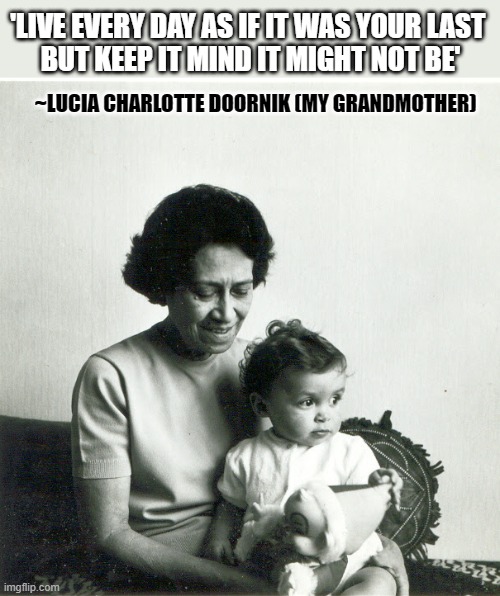 'LIVE EVERY DAY AS IF IT WAS YOUR LAST
BUT KEEP IT MIND IT MIGHT NOT BE'
~LUCIA CHARLOTTE DOORNIK (MY GRANDMOTHER)
imgflip.com